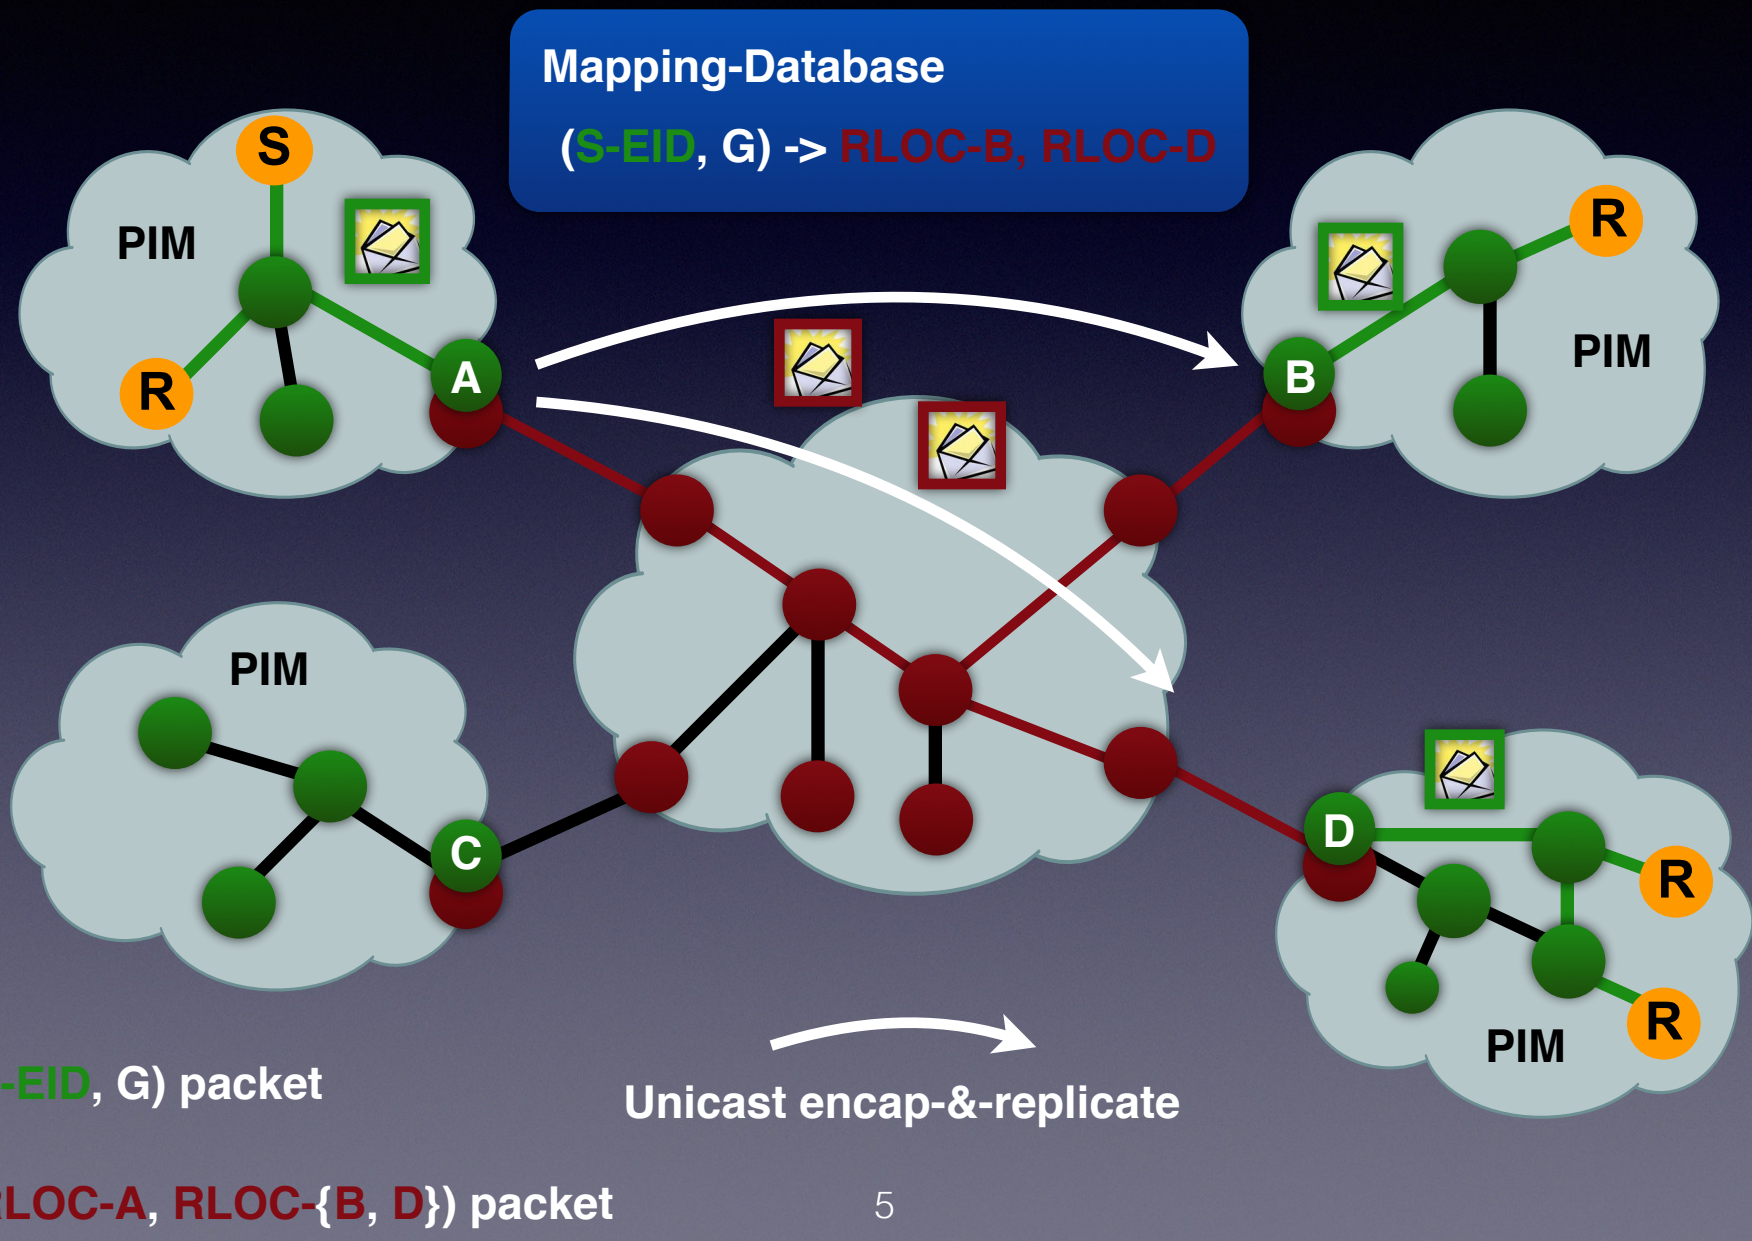 Mapping-Database
(S-EID, G) -> RLOC-B, RLOC-D
S
PIM
R
A
R
B
PIM
PIM
C
D
R
R
PIM
-EID, G) packet
Unicast encap-&-replicate
LOC-A, RLOC-{B, D}) packet
5